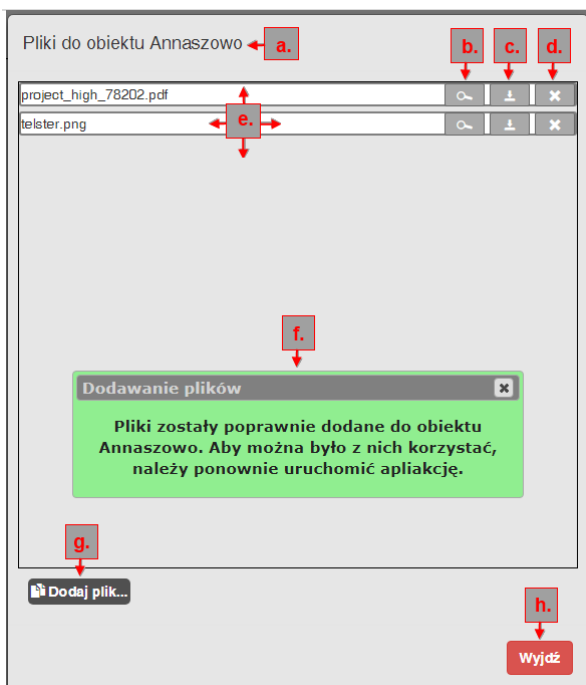 Pliki do obiektu Annaszowo a. b. c. d.
project_high_78202.pdf
telster.png e.
f.
Dodawanie plików
Pliki zostały poprawnie dodane do obiektu
Annaszowo. Aby można było z nich korzystać,
należy ponownie uruchomić apliakcję.
g.
Dodaj plik...
h.
Wyjdź